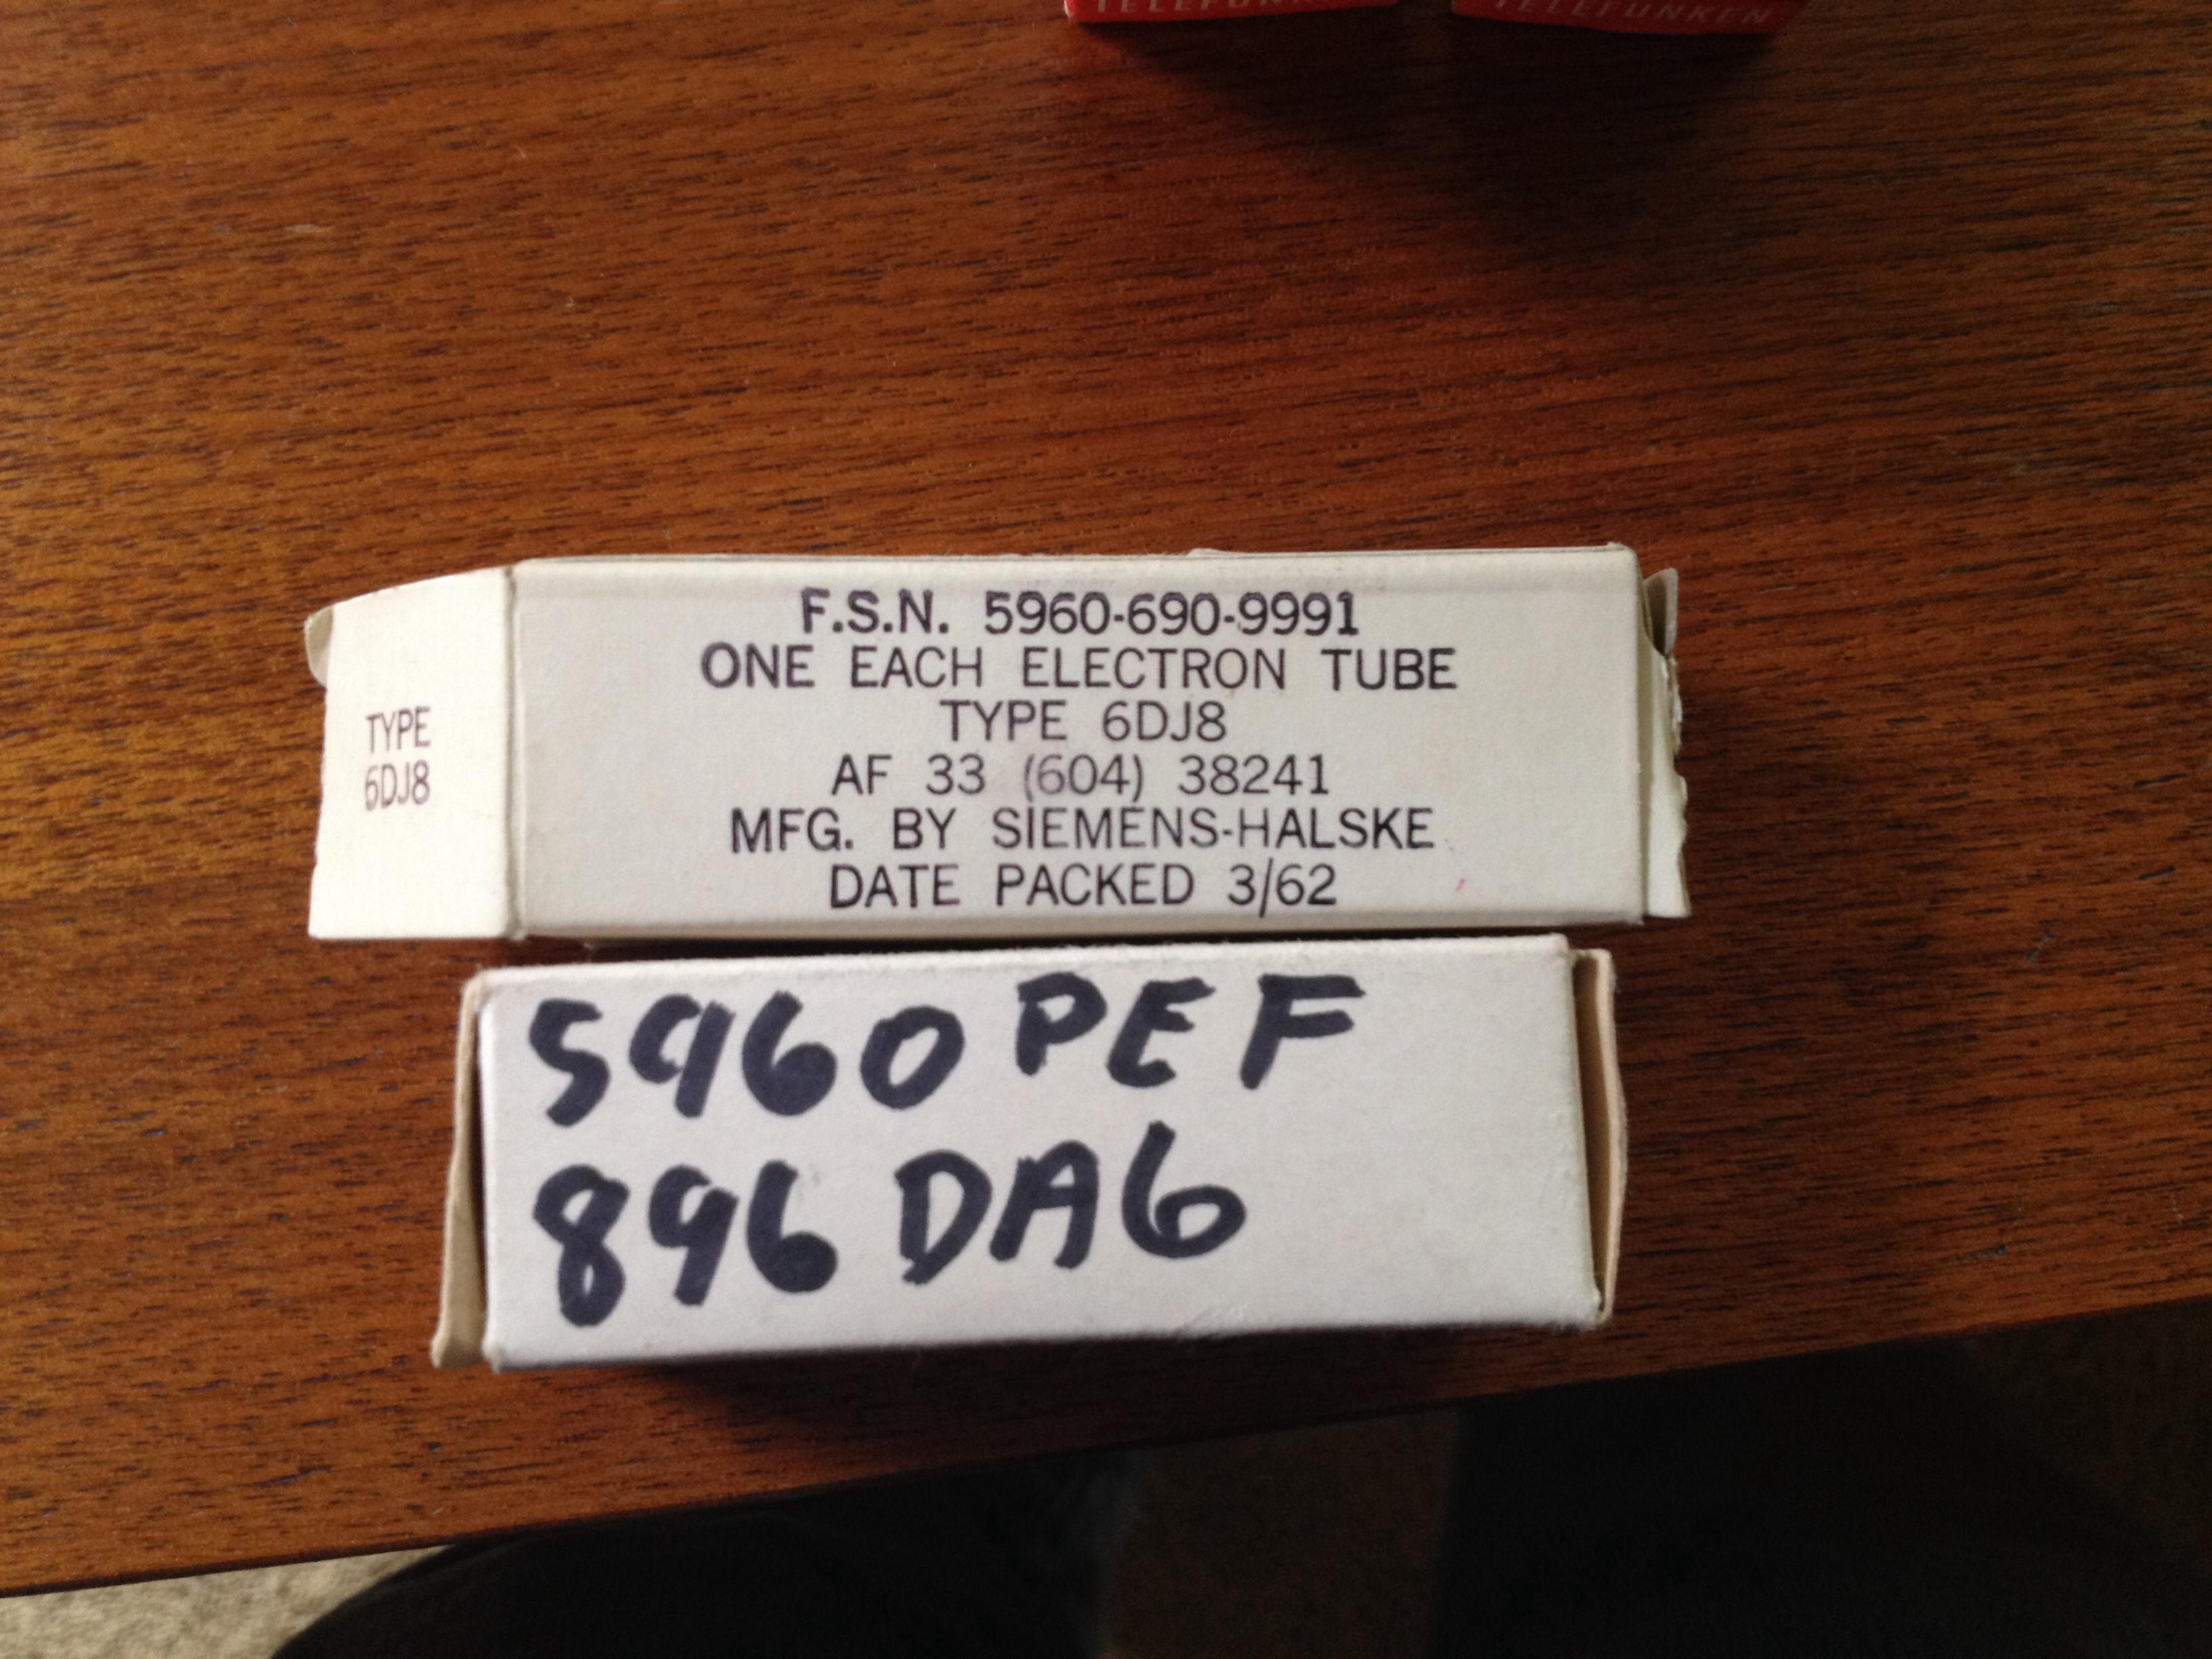 TELEFUNKEN
TYPE
6DJ8
F.S.N. 5960-690-9991
ONE EACH ELECTRON TUBE
TYPE 6DJ8
AF 33 (604) 38241
MFG. BY SIEMENS-HALSKE
DATE PACKED 3/62
5960 PEF
896 DA6